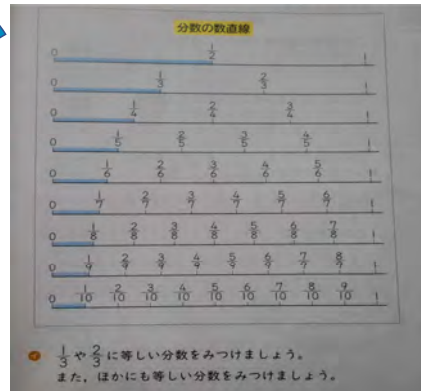 分数の数直線
0 1/2 1
0 1/3 2/3 1
0 1/4 2/4 3/4 1
0 1/5 2/5 3/5 4/5 1
0 1/6 2/6 3/6 4/6 5/6 1
0 1/7 2/7 3/7 4/7 5/7 6/7 1
0 1/8 2/8 3/8 4/8 5/8 6/8 7/8 1
0 1/9 2/9 3/9 4/9 5/9 6/9 7/9 8/9 1
0 1/10 2/10 3/10 4/10 5/10 6/10 7/10 8/10 9/10 1
1/3 や 2/3 に等しい分数をみつけましょう。
また，ほかにも等しい分数をみつけましょう。